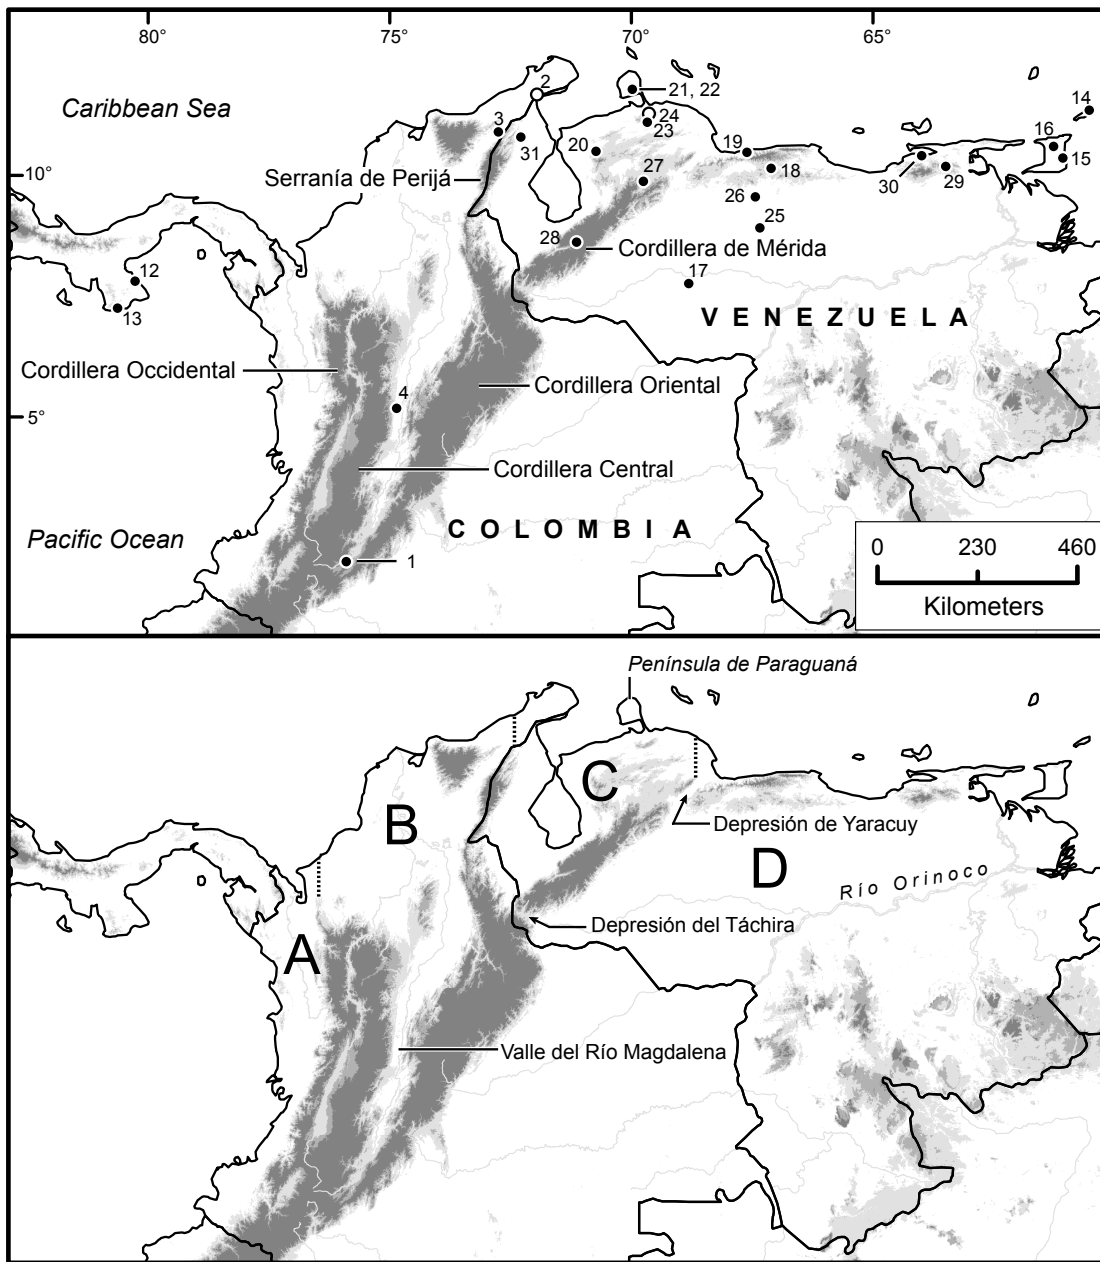 80° 75° 70° 65°
Caribbean Sea
2
21, 22
14
3
24
23
16
31
20
19
15
10°
Serranía de Perijá
27
18
30
29
26
25
28
Cordillera de Mérida
12
17
13
VENEZUELA
Cordillera Occidental
Cordillera Oriental
4
5°
Cordillera Central
COLOMBIA
Pacific Ocean
1
0 230 460
Kilometers
Península de Paraguaná
C
B
Depresión de Yaracuy
D
Río Orinoco
Depresión del Táchira
A
Valle del Río Magdalena